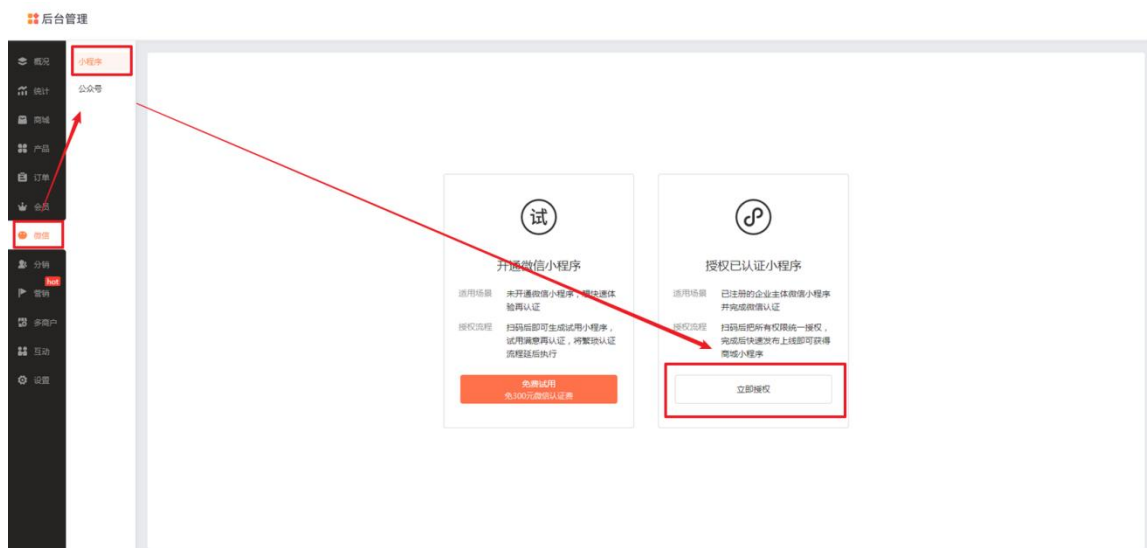 后台管理
概况
统计
商城
产品
订单
会员
微信
分销
hot
营销
多商户
互动
设置
小程序
公众号
试
开通微信小程序
适用场景 未开通微信小程序，想快速体
验再认证
授权流程 扫码后即可生成试用小程序，
试用满意再认证，将繁琐认证
流程延后执行
免费试用
免300元微信认证费
授权已认证小程序
适用场景 已注册的企业主体微信小程序
并完成微信认证
授权流程 扫码后把所有权限统一授权，
完成后快速发布上线即可获得
商城小程序
立即授权